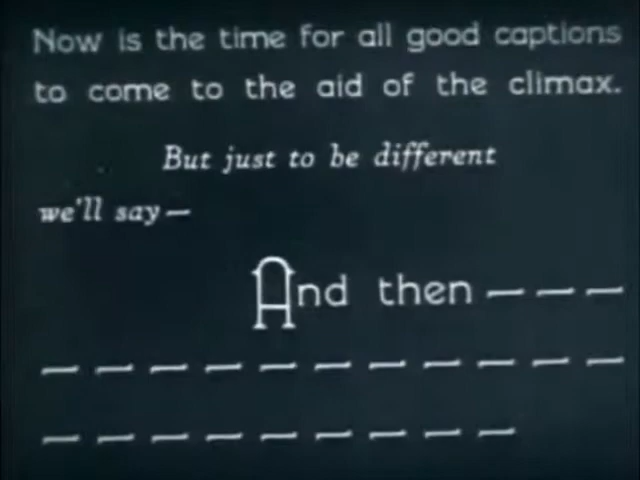 Now is the time for all good captions
to come to the aid of the climax.
But just to be different
we'll say —
And then — — —
— — — — — — — — — — —
— — — — — — — — —